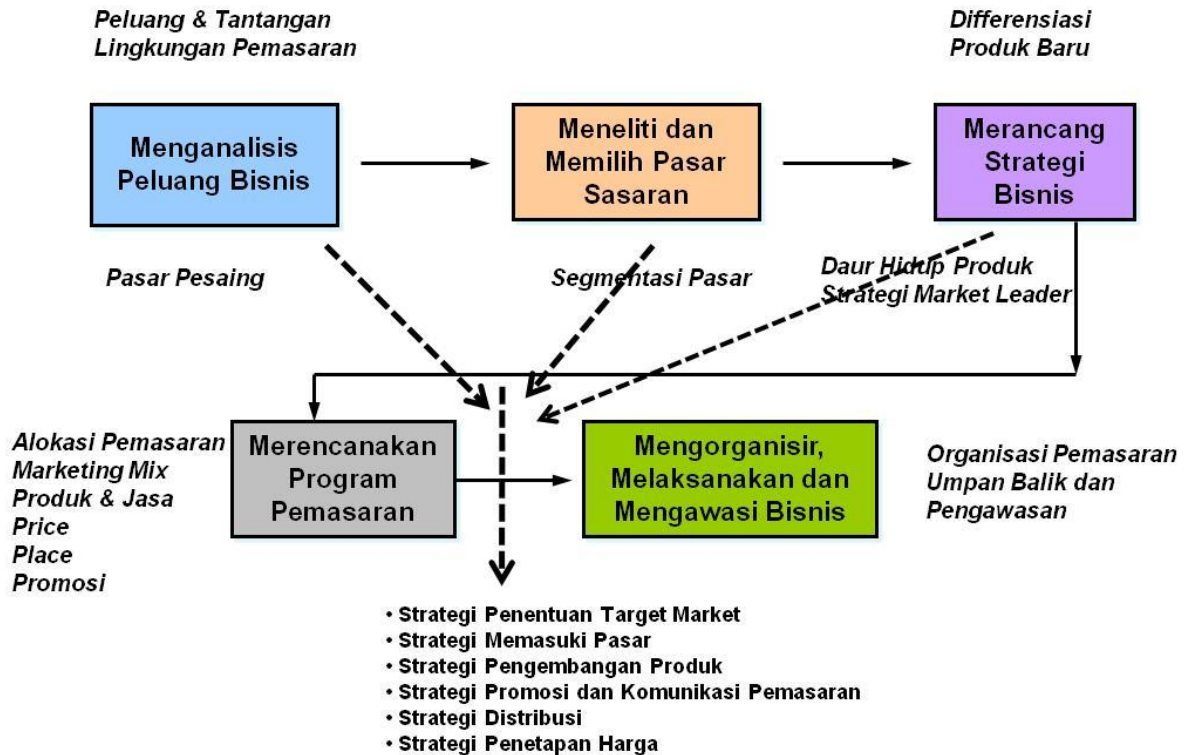 Peluang & Tantangan
Lingkungan Pemasaran
Differensiasi
Produk Baru
Menganalisis
Peluang Bisnis
Meneliti dan
Memilih Pasar
Sasaran
Merancang
Strategi
Bisnis
Pasar Pesaing
Segmentasi Pasar
Daur Hidup Produk
Strategi Market Leader
Alokasi Pemasaran
Marketing Mix
Produk & Jasa
Price
Place
Promosi
Merencanakan
Program
Pemasaran
Mengorganisir,
Melaksanakan dan
Mengawasi Bisnis
Organisasi Pemasaran
Umpan Balik dan
Pengawasan
• Strategi Penentuan Target Market
• Strategi Memasuki Pasar
• Strategi Pengembangan Produk
• Strategi Promosi dan Komunikasi Pemasaran
• Strategi Distribusi
• Strategi Penetapan Harga